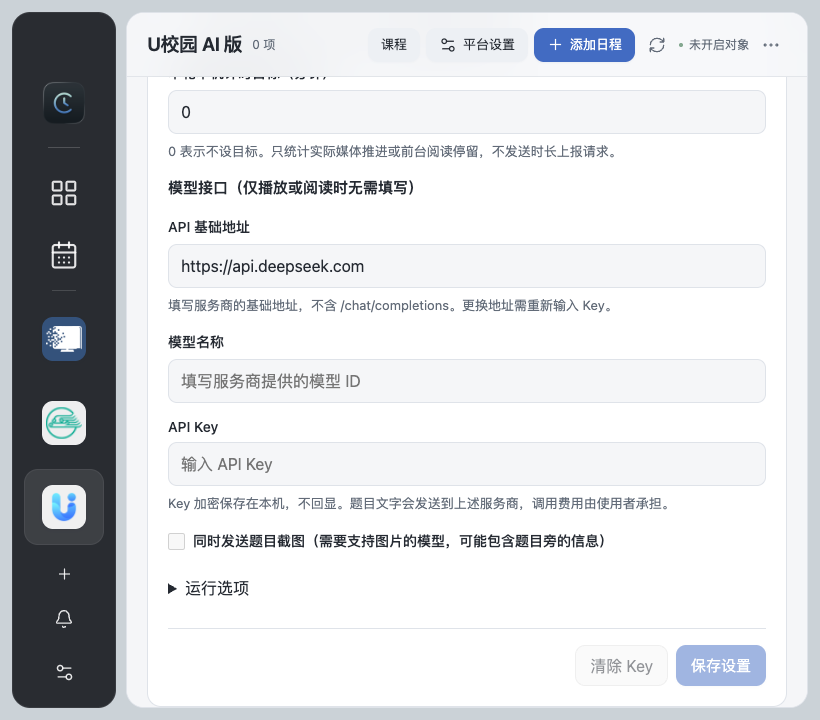 U校园 AI 版
0 项
课程
平台设置
添加日程
未开启对象
0
0 表示不设目标。只统计实际媒体推进或前台阅读停留，不发送时长上报请求。
模型接口（仅播放或阅读时无需填写）
API 基础地址
https://api.deepseek.com
填写服务商的基础地址，不含 /chat/completions。更换地址需重新输入 Key。
模型名称
填写服务商提供的模型 ID
API Key
输入 API Key
Key 加密保存在本机，不回显。题目文字会发送到上述服务商，调用费用由使用者承担。
同时发送题目截图（需要支持图片的模型，可能包含题目旁的信息）
运行选项
清除 Key
保存设置